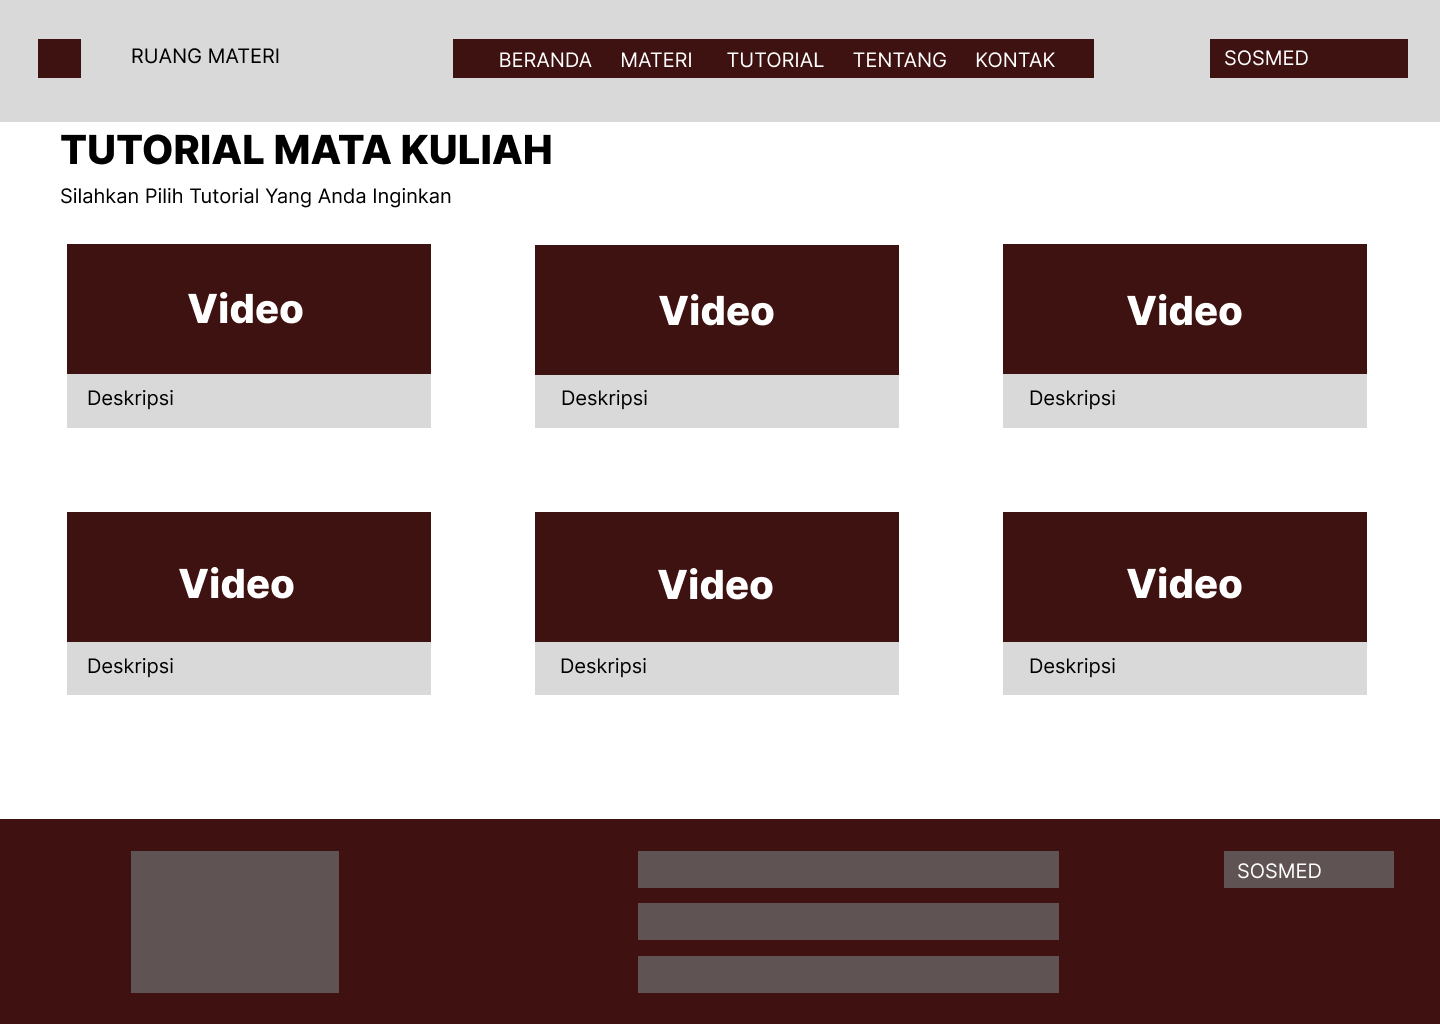 RUANG MATERI
BERANDA MATERI TUTORIAL TENTANG KONTAK
SOSMED
TUTORIAL MATA KULIAH
Silahkan Pilih Tutorial Yang Anda Inginkan
Video
Deskripsi
Video
Deskripsi
Video
Deskripsi
Video
Deskripsi
Video
Deskripsi
Video
Deskripsi
SOSMED